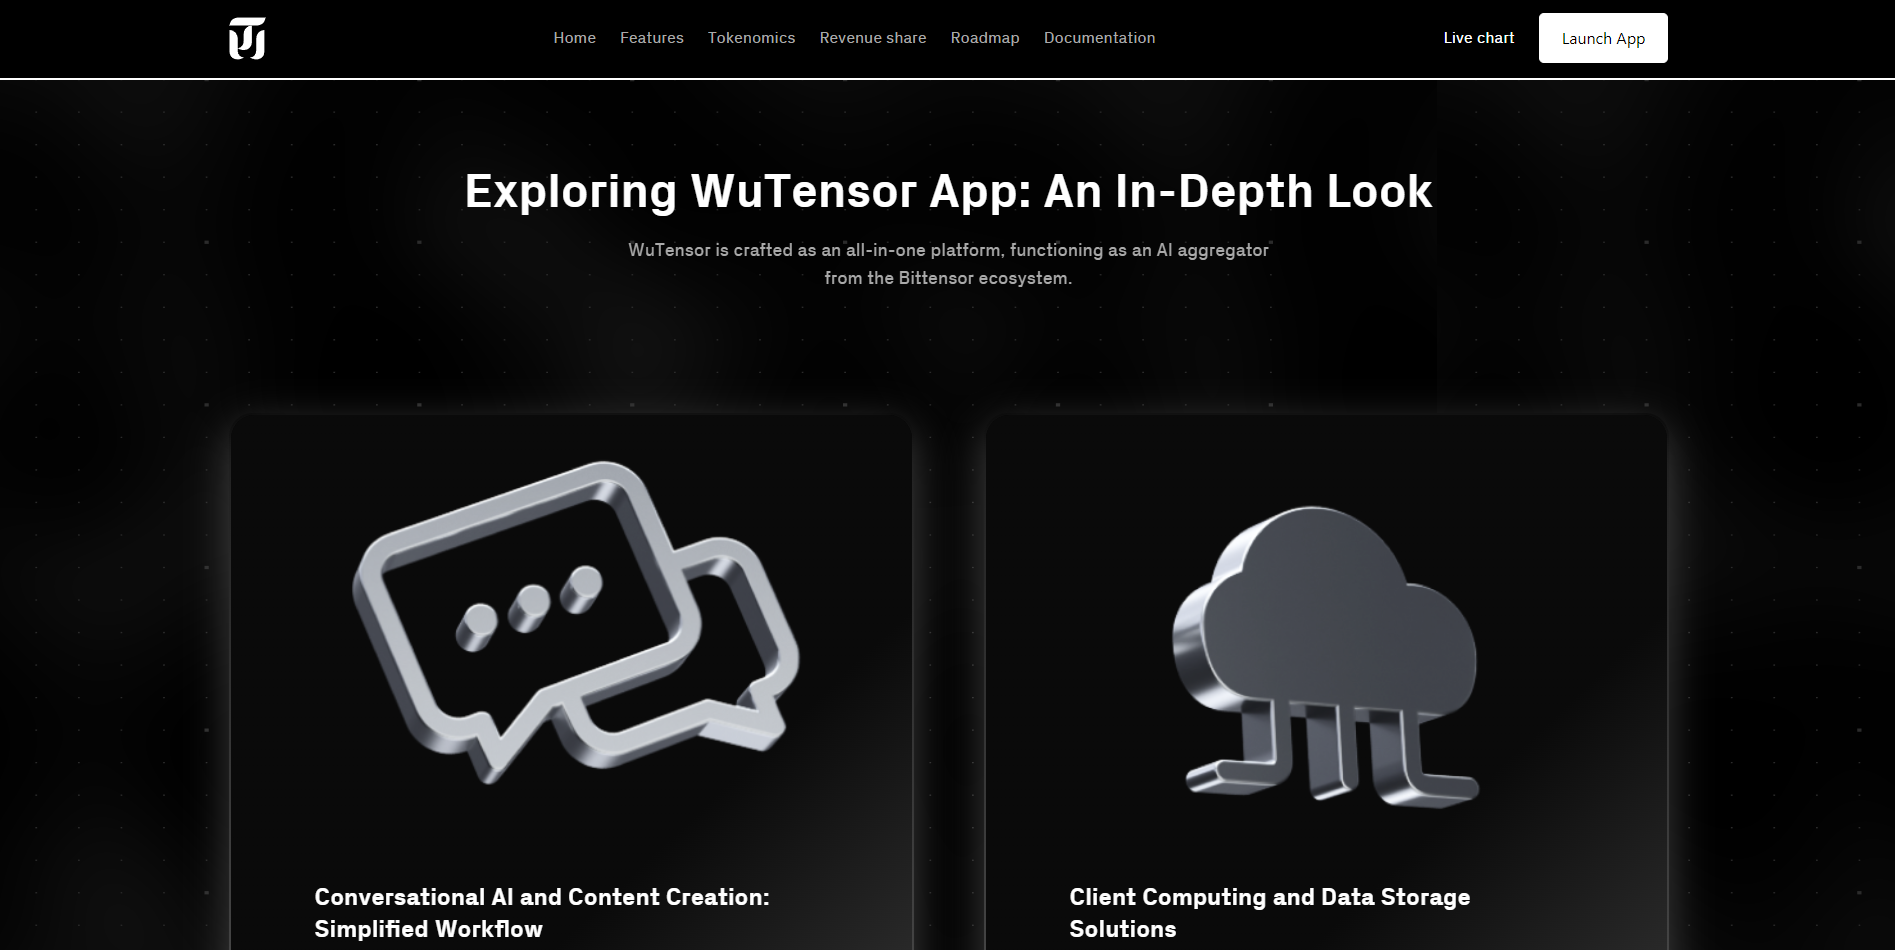 Home Features Tokenomics Revenue share Roadmap Documentation Live chart Launch App
Exploring WuTensor App: An In-Depth Look
WuTensor is crafted as an all-in-one platform, functioning as an AI aggregator
from the Bittensor ecosystem.
Conversational AI and Content Creation:
Simplified Workflow
Client Computing and Data Storage
Solutions